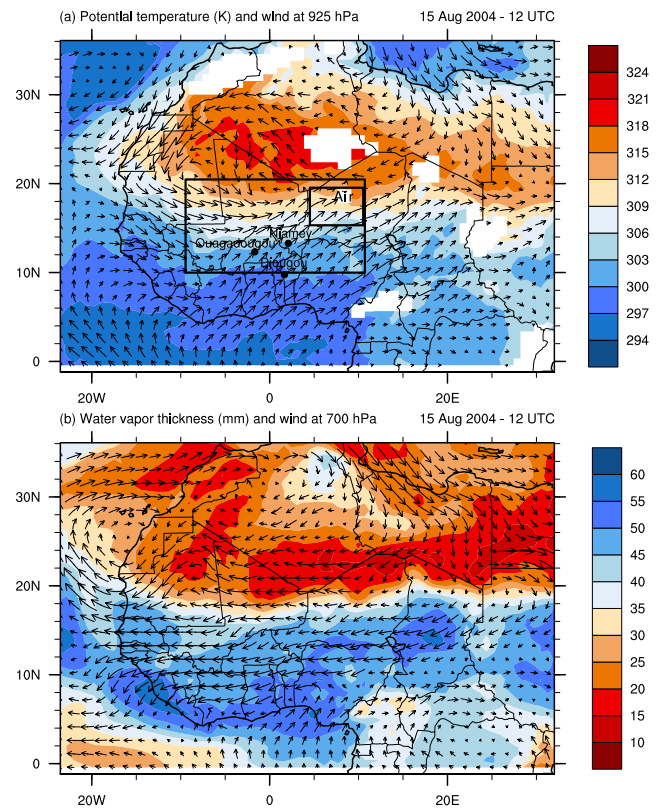 (a) Potential temperature (K) and wind at 925 hPa 15 Aug 2004 - 12 UTC
324
321
318
315
312
309
306
303
300
297
294
30N
20N
10N
0
Aïr
Niamey
Ouagadougou
Djougou
20W 0 20E
(b) Water vapor thickness (mm) and wind at 700 hPa 15 Aug 2004 - 12 UTC
60
55
50
45
40
35
30
25
20
15
10
30N
20N
10N
0
20W 0 20E